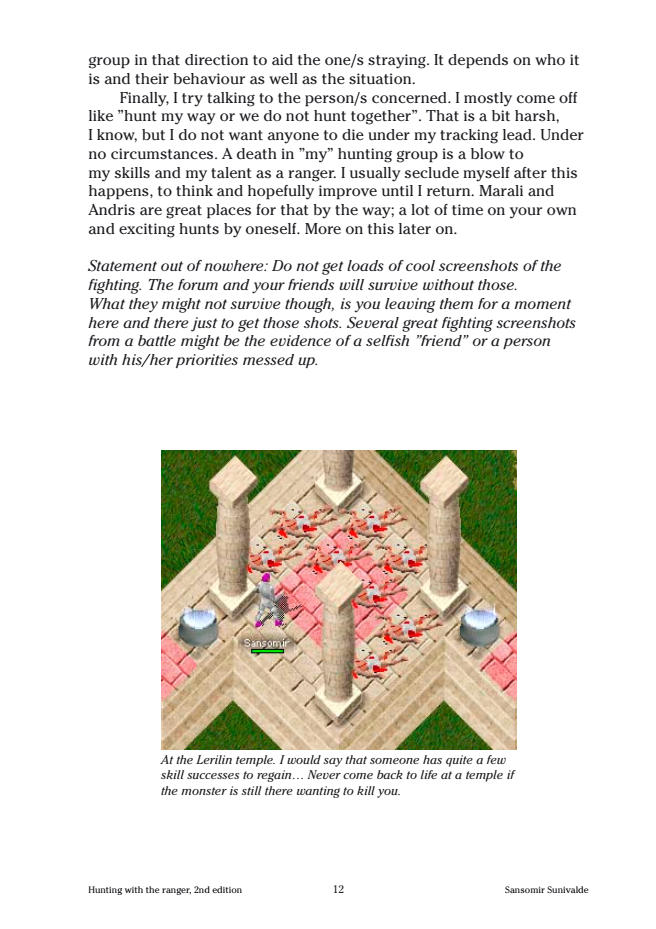 group in that direction to aid the one/s straying. It depends on who it
is and their behaviour as well as the situation.
Finally, I try talking to the person/s concerned. I mostly come off
like ”hunt my way or we do not hunt together”. That is a bit harsh,
I know, but I do not want anyone to die under my tracking lead. Under
no circumstances. A death in ”my” hunting group is a blow to
my skills and my talent as a ranger. I usually seclude myself after this
happens, to think and hopefully improve until I return. Marali and
Andris are great places for that by the way; a lot of time on your own
and exciting hunts by oneself. More on this later on.
Statement out of nowhere: Do not get loads of cool screenshots of the
fighting. The forum and your friends will survive without those.
What they might not survive though, is you leaving them for a moment
here and there just to get those shots. Several great fighting screenshots
from a battle might be the evidence of a selfish ”friend” or a person
with his/her priorities messed up.
Sansomir
At the Lerilin temple. I would say that someone has quite a few
skill successes to regain… Never come back to life at a temple if
the monster is still there wanting to kill you.
Hunting with the ranger, 2nd edition 12 Sansomir Sunivalde